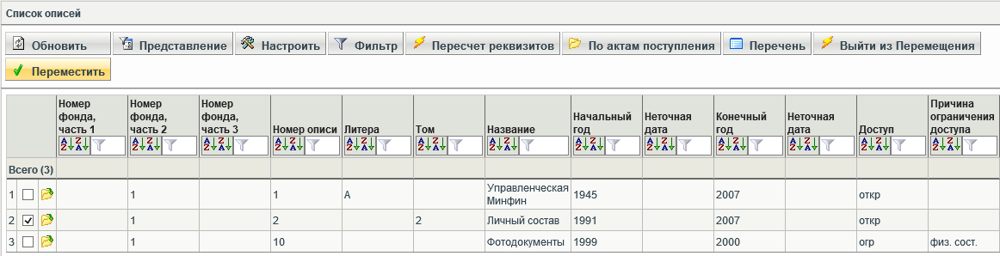 Список описей
Обновить Представление Настроить Фильтр Пересчет реквизитов По актам поступления Перечень Выйти из Перемещения
Переместить
Номер фонда, часть 1 Номер фонда, часть 2 Номер фонда, часть 3 Номер описи Литера Том Название Начальный год Неточная дата Конечный год Неточная дата Доступ Причина ограничения доступа
Всего (3)
1 1 1 А Управленческая Минфин 1945 2007 откр
2 1 2 2 Личный состав 1991 2007 откр
3 1 10 Фотодокументы 1999 2000 огр физ. сост.